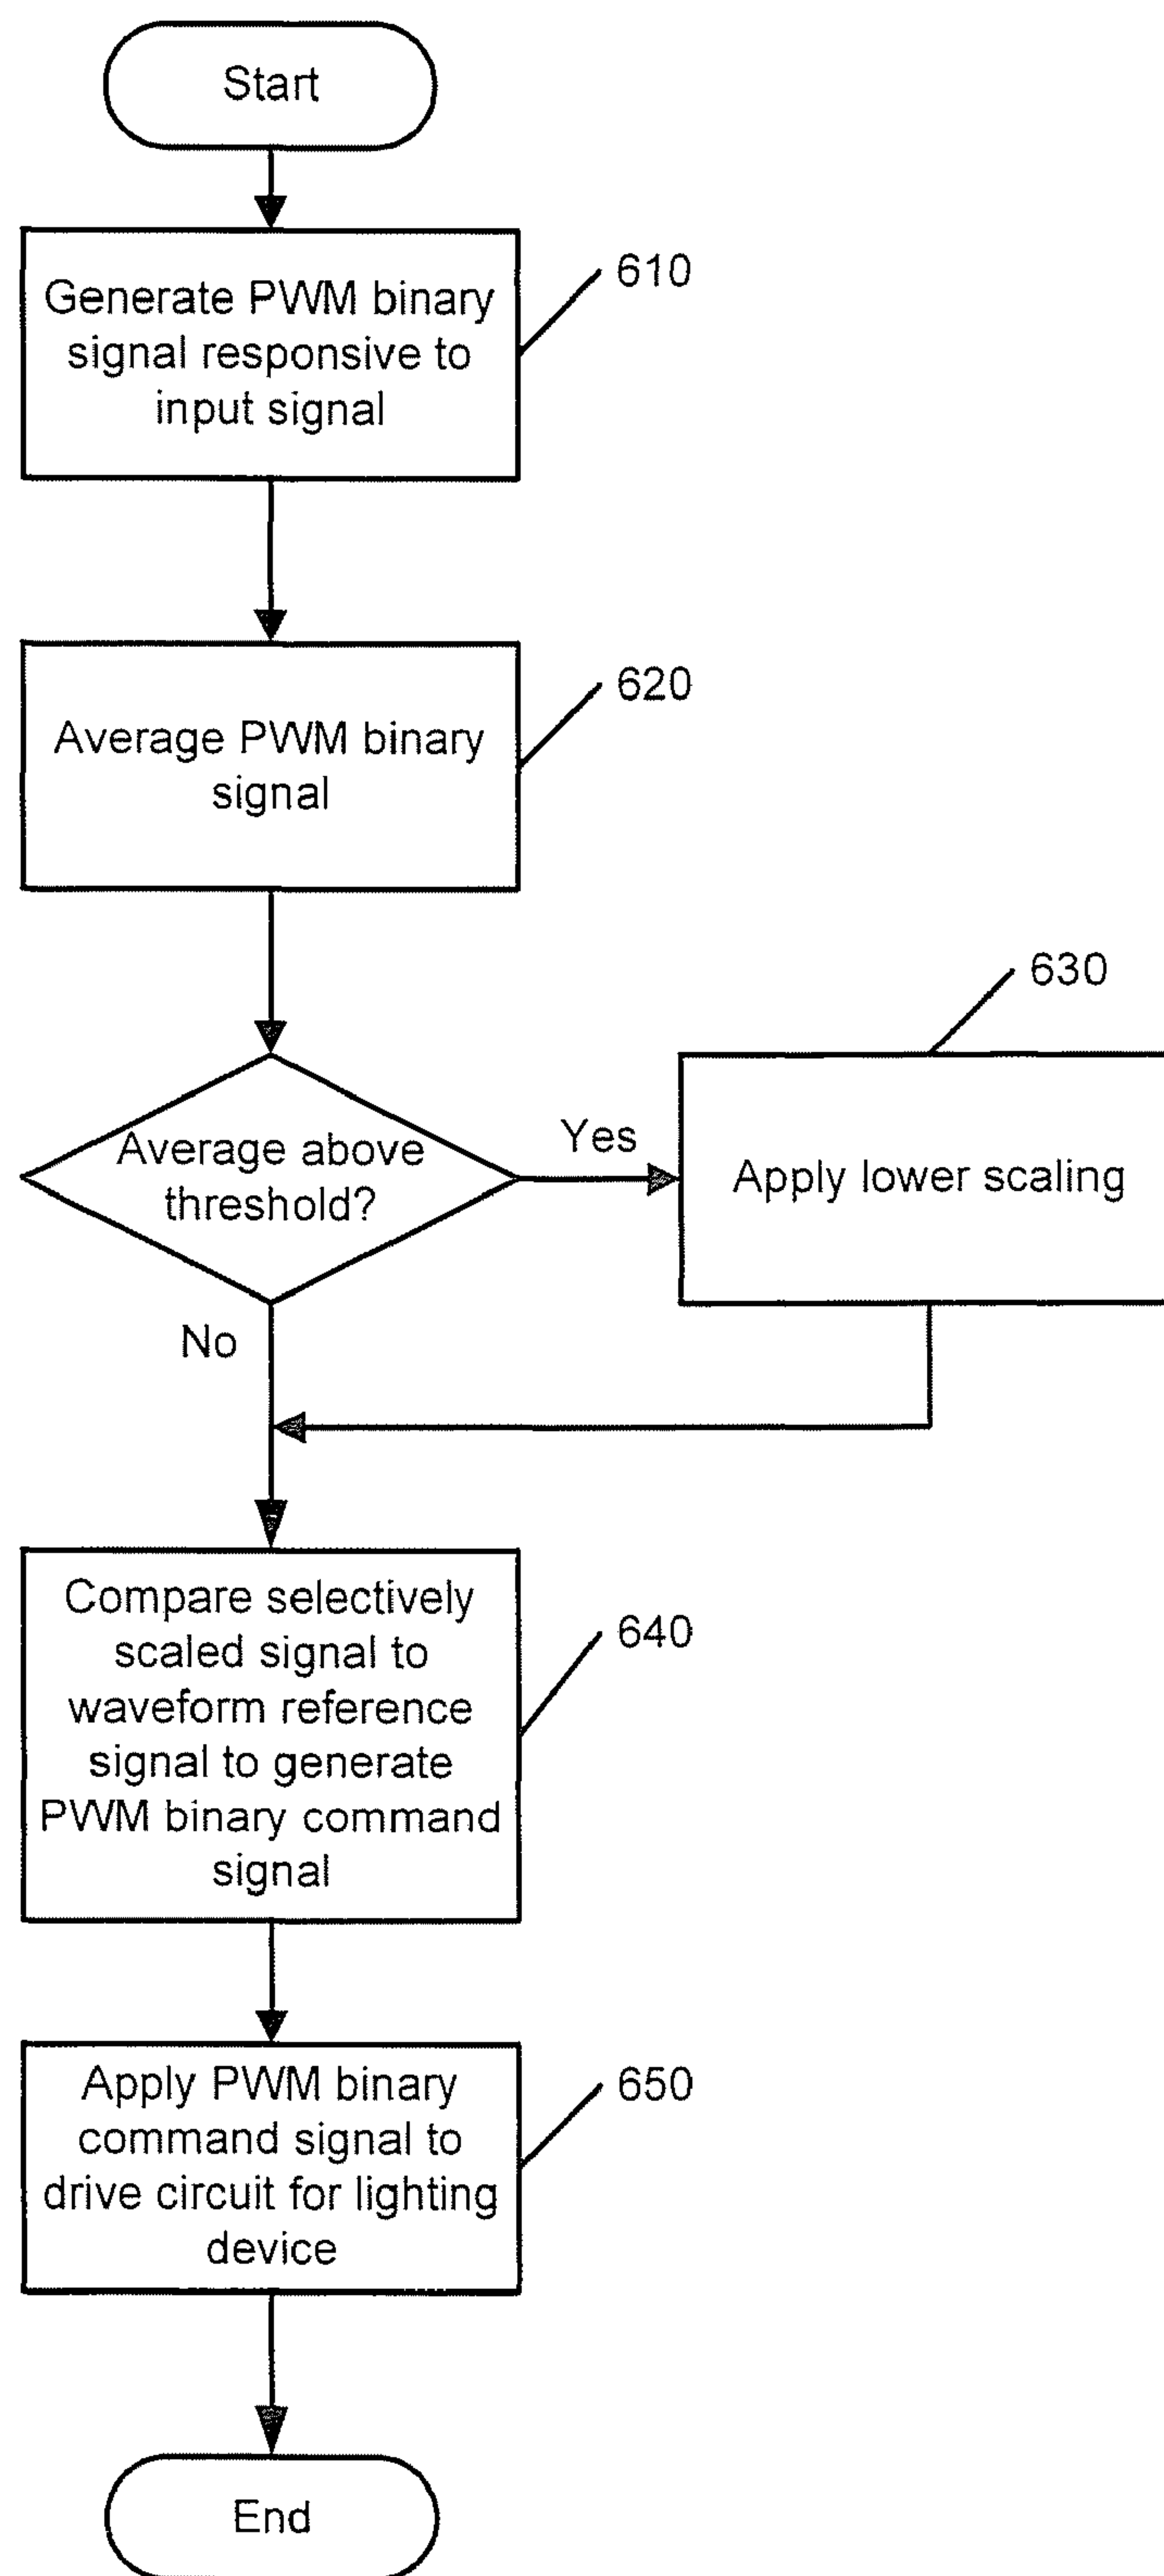 Start
Generate PWM binary
signal responsive to
input signal
610
Average PWM binary
signal
620
Average above
threshold?
Yes
630
Apply lower scaling
No
Compare selectively
scaled signal to
waveform reference
signal to generate
PWM binary command
signal
640
Apply PWM binary
command signal to
drive circuit for lighting
device
650
End